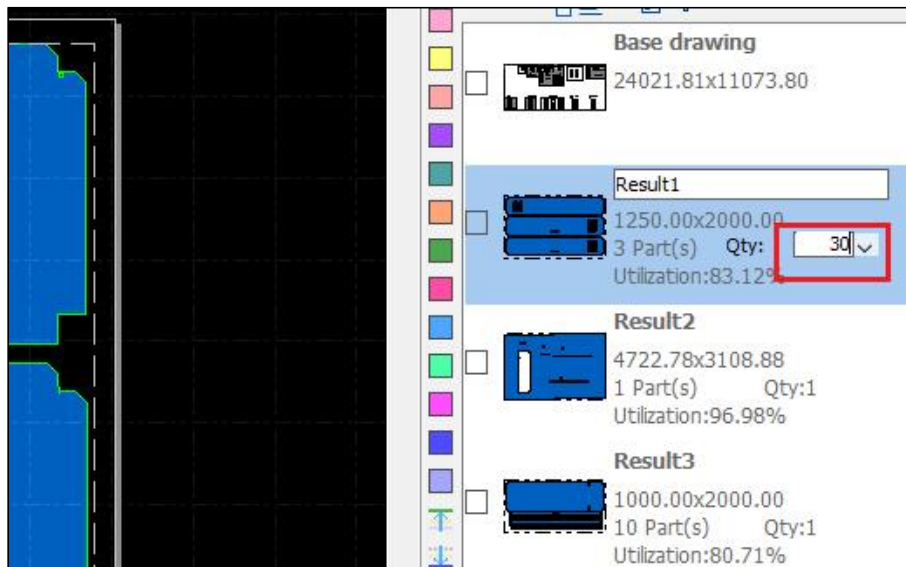 Base drawing
24021.81x11073.80
Result1
1250.00x2000.00
3 Part(s) Qty: 30
Utilization:83.12%
Result2
4722.78x3108.88
1 Part(s) Qty:1
Utilization:96.98%
Result3
1000.00x2000.00
10 Part(s) Qty:1
Utilization:80.71%